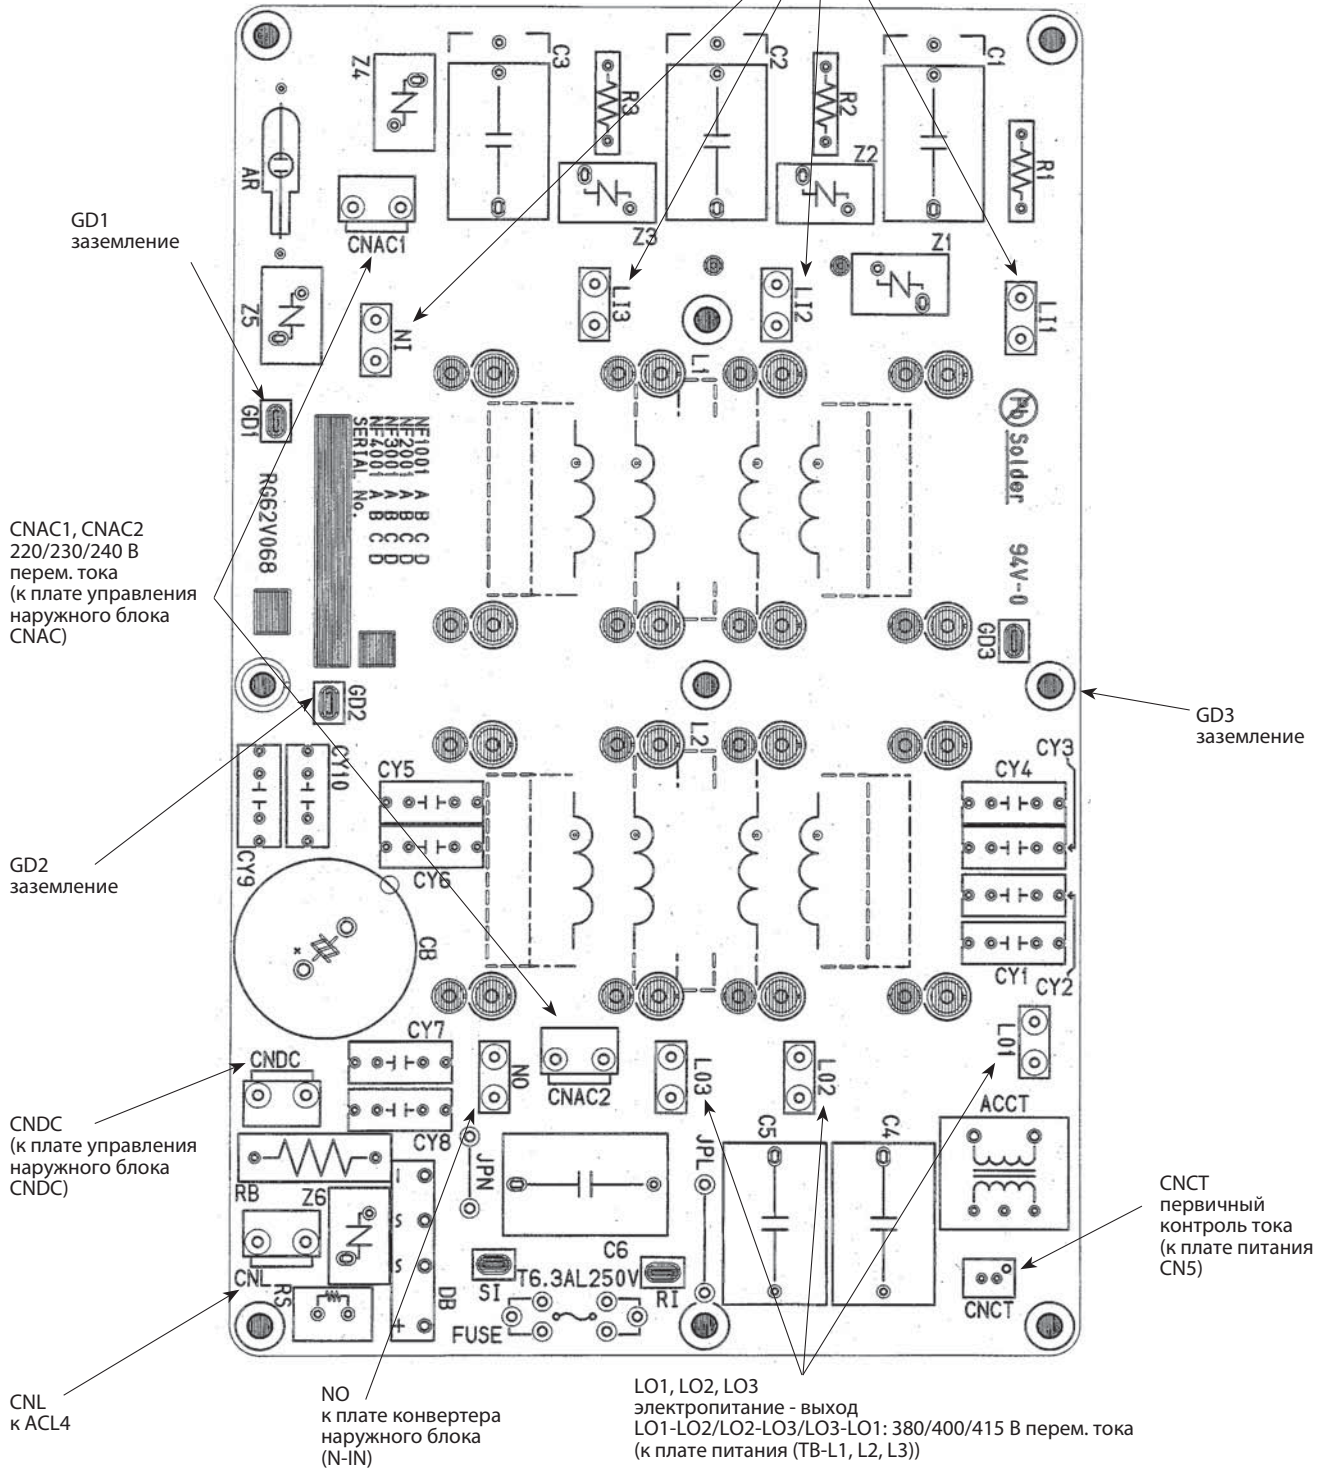 C3
C2
C1
Z4
R3
R2
R1
AR
CNAC1
Z3
Z2
Z1
GD1
заземление
Z5
NI
LI3
LI2
LI1
L1
GD1
RG62V068
NF1001 A B C D
NF2001 A B C D
NF3001 A B C D
NF4001 A B C D
SERIAL No.
Pb
Solder
94V-0
GD3
CNAC1, CNAC2
220/230/240 В
перем. тока
(к плате управления
наружного блока
CNAC)
GD2
L2
GD3
заземление
CY10
CY5
CY4
CY3
CY9
CY6
GD2
заземление
CB
CY1
CY2
CY7
CNDC
NO
CNAC2
LO3
LO2
LO1
CNDC
(к плате управления
наружного блока
CNDC)
CY8
JPN
JPL
C5
C4
ACCT
RB
Z6
I
S
S
+
DB
C6
CNCT
первичный
контроль тока
(к плате питания
CN5)
CNL
RS
SI
T6.3AL250V
RI
FUSE
CNCT
CNL
к ACL4
NO
к плате конвертера
наружного блока
(N-IN)
LO1, LO2, LO3
электропитание - выход
LO1-LO2/LO2-LO3/LO3-LO1: 380/400/415 В перем. тока
(к плате питания (TB-L1, L2, L3))